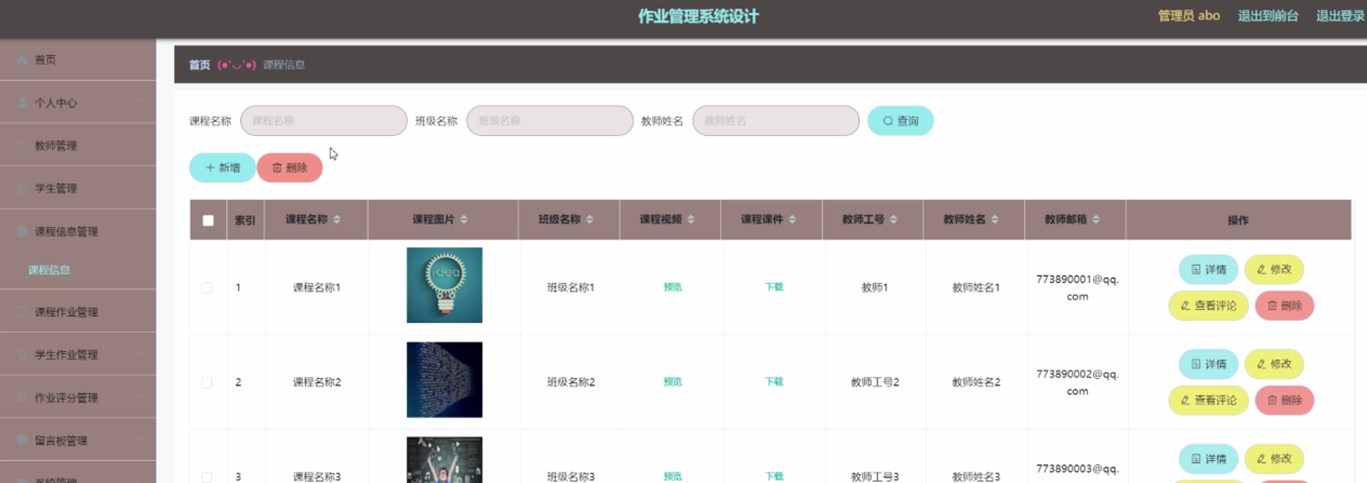 作业管理系统设计
管理员 abo 退出到前台 退出登录
首页
个人中心
教师管理
学生管理
课程信息管理
课程信息
课程作业管理
学生作业管理
作业评分管理
留言板管理
系统管理
首页 (●'◡'●) 课程信息
课程名称 课程名称 班级名称 班级名称 教师姓名 教师姓名 查询
新增 删除
索引 课程名称 课程图片 班级名称 课程视频 课程课件 教师工号 教师姓名 教师邮箱 操作
1 课程名称1 idea 班级名称1 预览 下载 教师1 教师姓名1 773890001@qq.
com
详情 修改
查看评论 删除
2 课程名称2 班级名称2 预览 下载 教师工号2 教师姓名2 773890002@qq.
com
详情 修改
查看评论 删除
3 课程名称3 班级名称3 预览 下载 教师工号3 教师姓名3 773890003@qq.
详情 修改